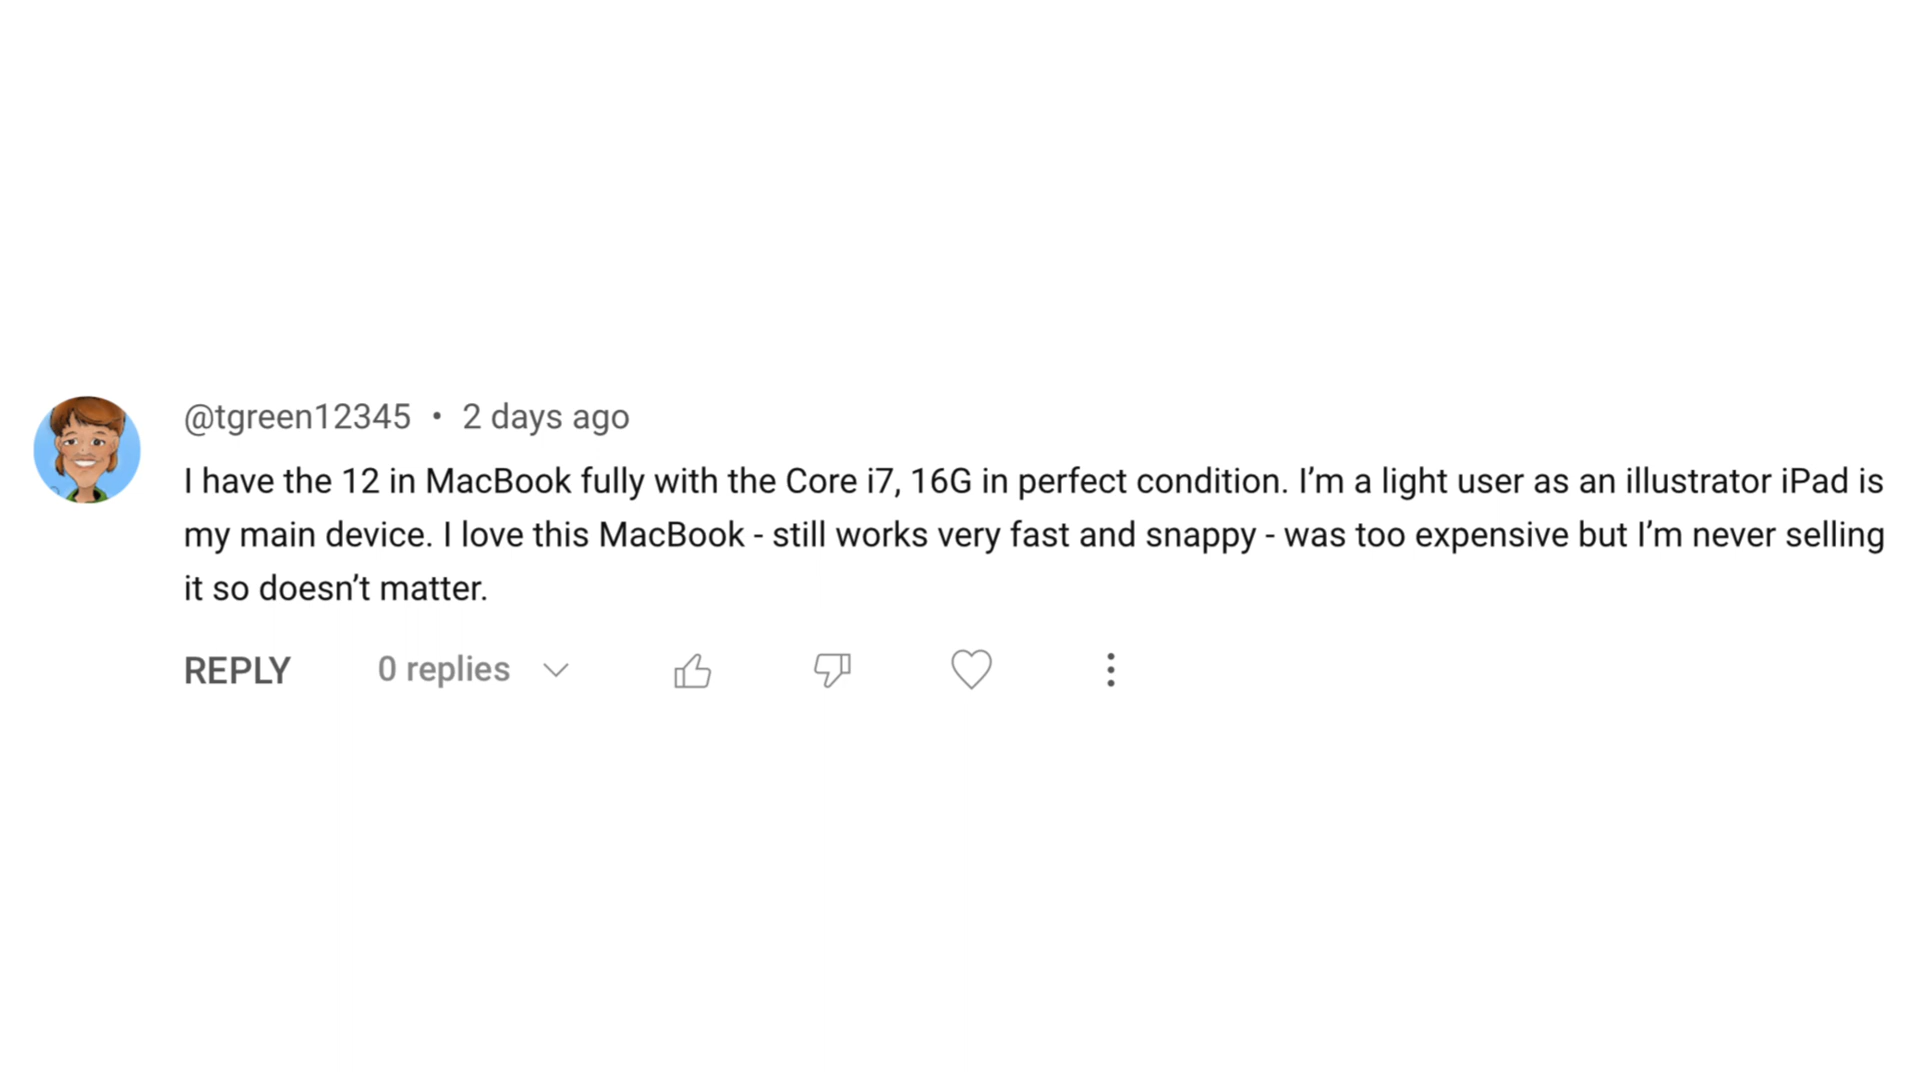 @tgreen12345 • 2 days ago
I have the 12 in MacBook fully with the Core i7, 16G in perfect condition. I’m a light user as an illustrator iPad is
my main device. I love this MacBook - still works very fast and snappy - was too expensive but I’m never selling
it so doesn’t matter.
REPLY 0 replies